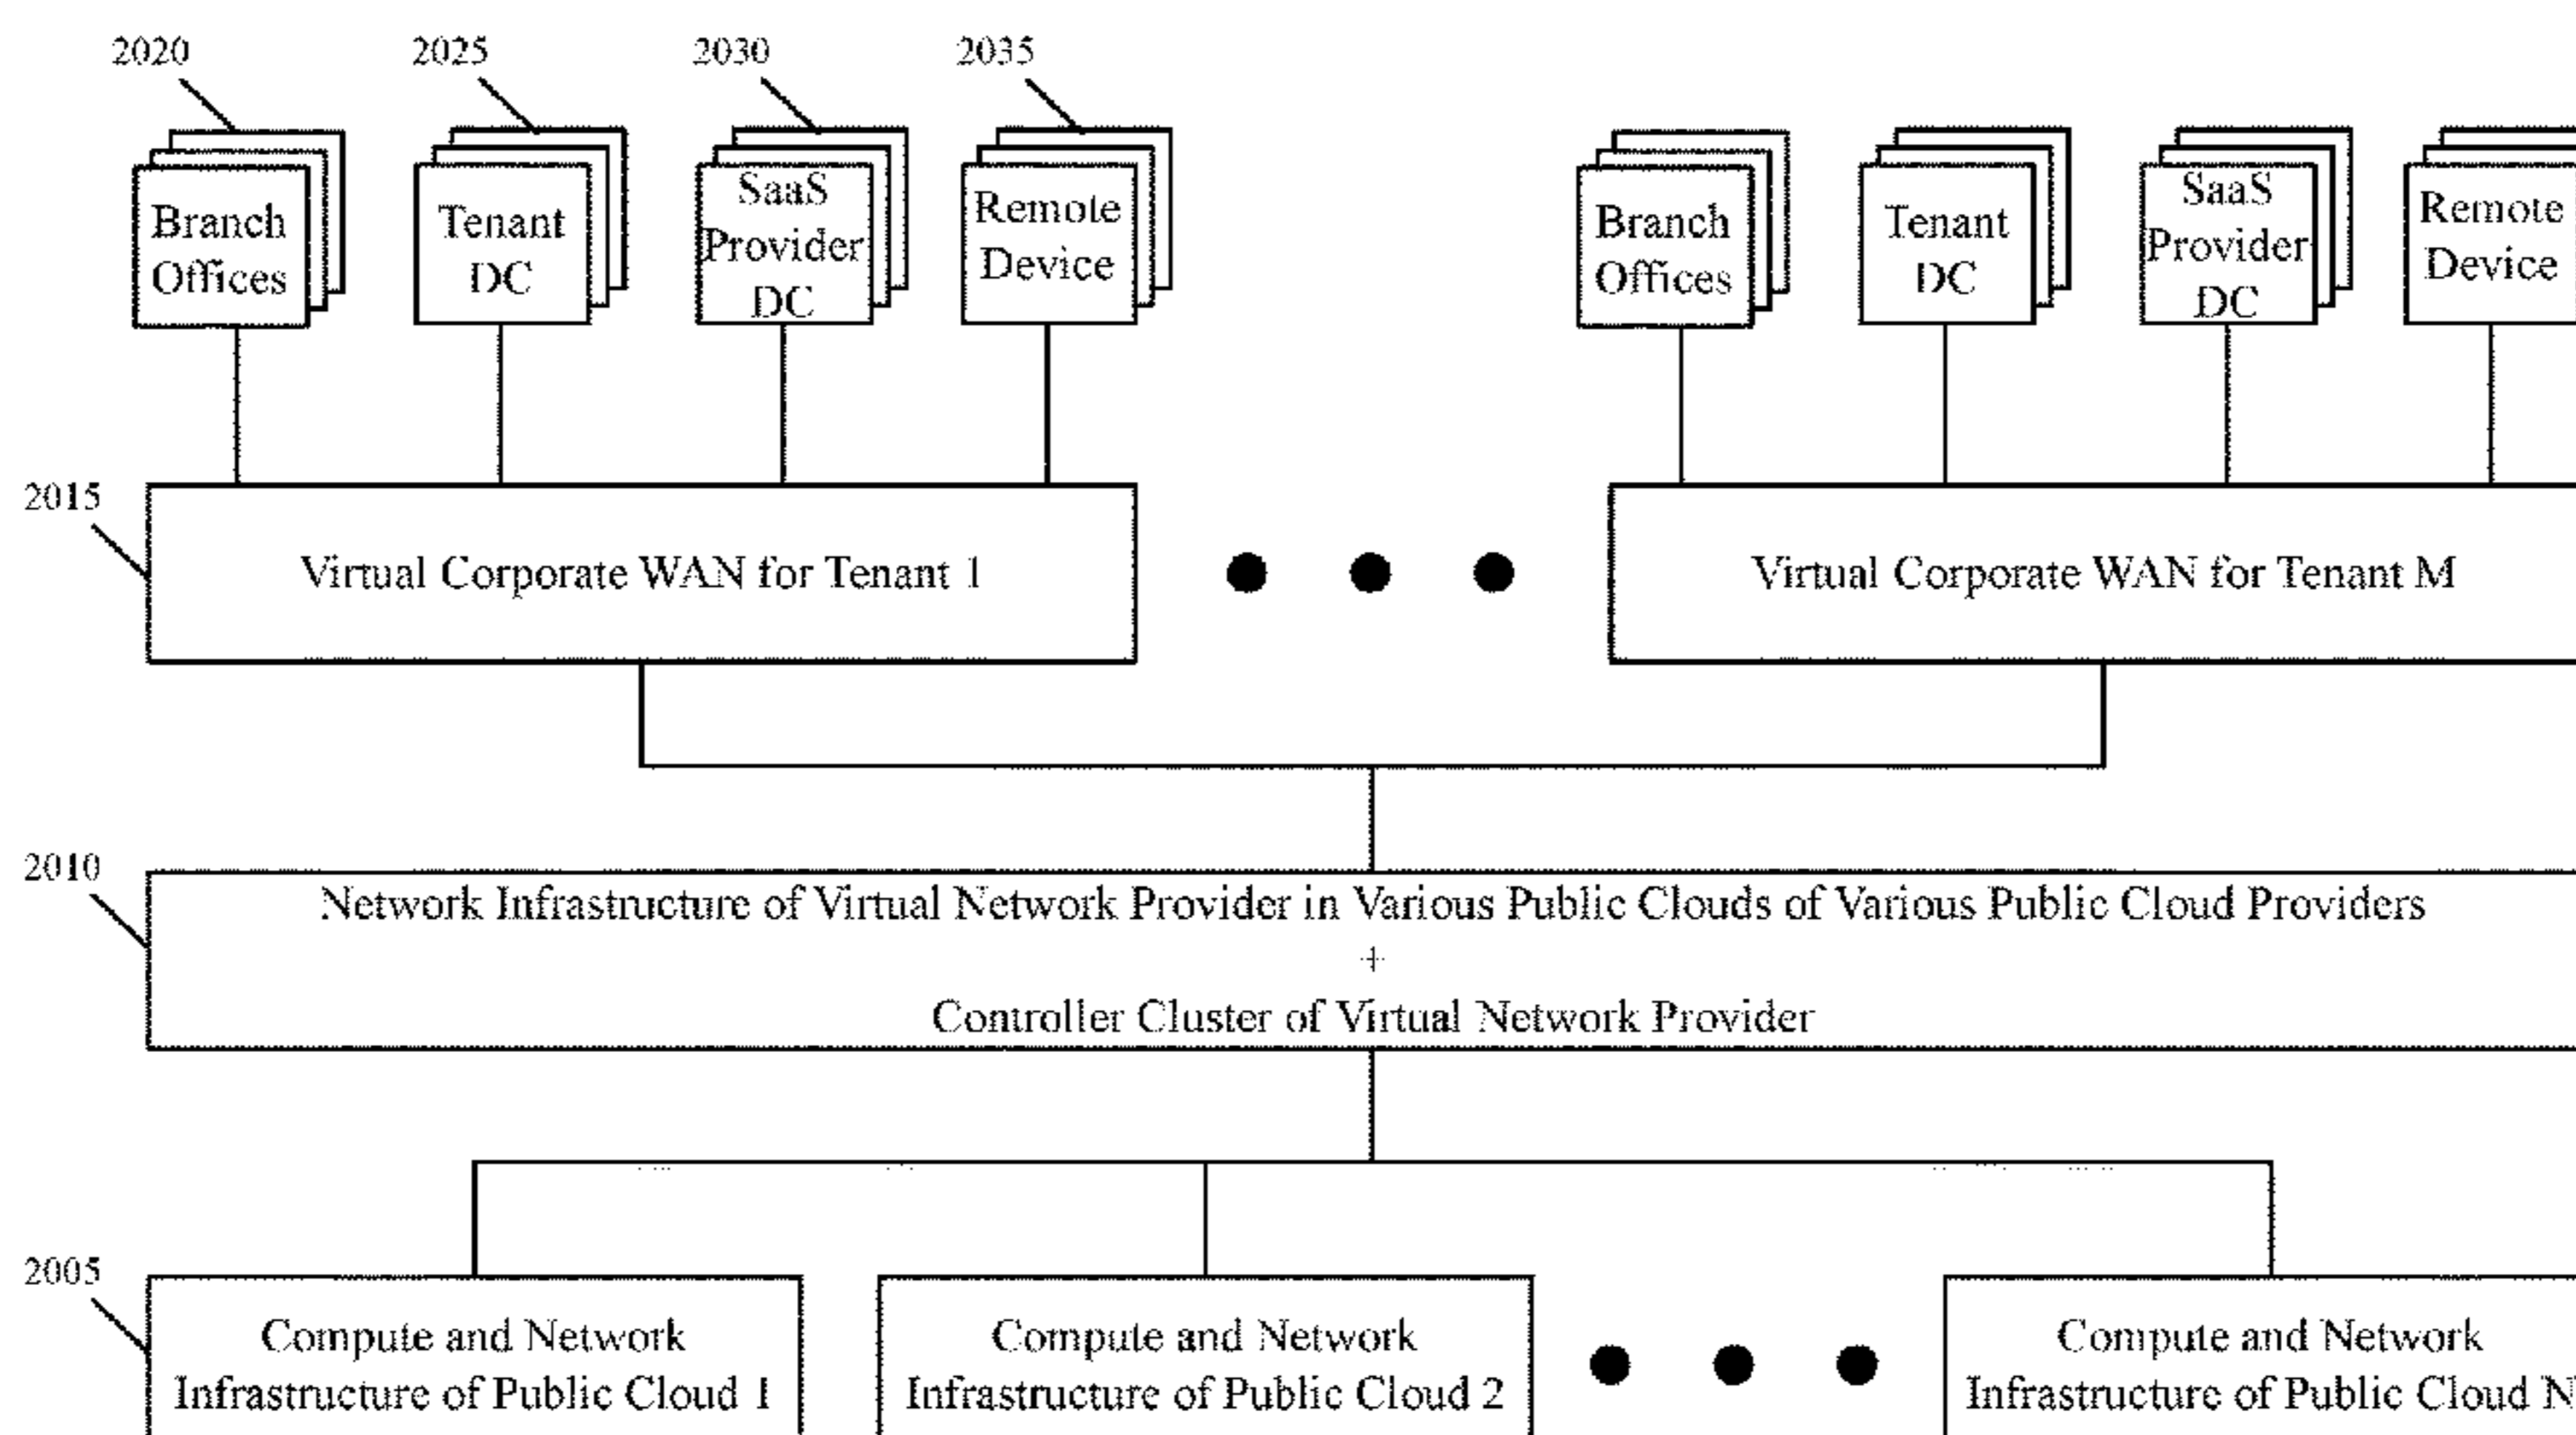 2020 2025 2030 2035
Branch
Offices
Tenant
DC
SaaS
Provider
DC
Remote
Device
Branch
Offices
Tenant
DC
SaaS
Provider
DC
Remote
Device
2015
Virtual Corporate WAN for Tenant 1
Virtual Corporate WAN for Tenant M
2010
Network Infrastructure of Virtual Network Provider in Various Public Clouds of Various Public Cloud Providers
+
Controller Cluster of Virtual Network Provider
2005
Compute and Network
Infrastructure of Public Cloud 1
Compute and Network
Infrastructure of Public Cloud 2
Compute and Network
Infrastructure of Public Cloud N